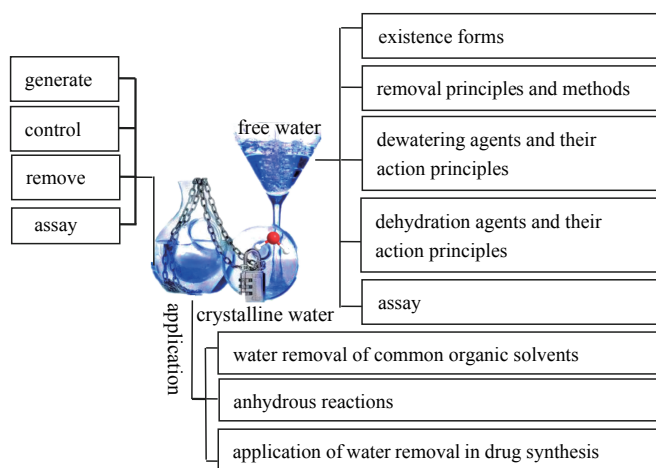 generate
control
remove
assay
free water
crystalline water
application
existence forms
removal principles and methods
dewatering agents and their
action principles
dehydration agents and their
action principles
assay
water removal of common organic solvents
anhydrous reactions
application of water removal in drug synthesis